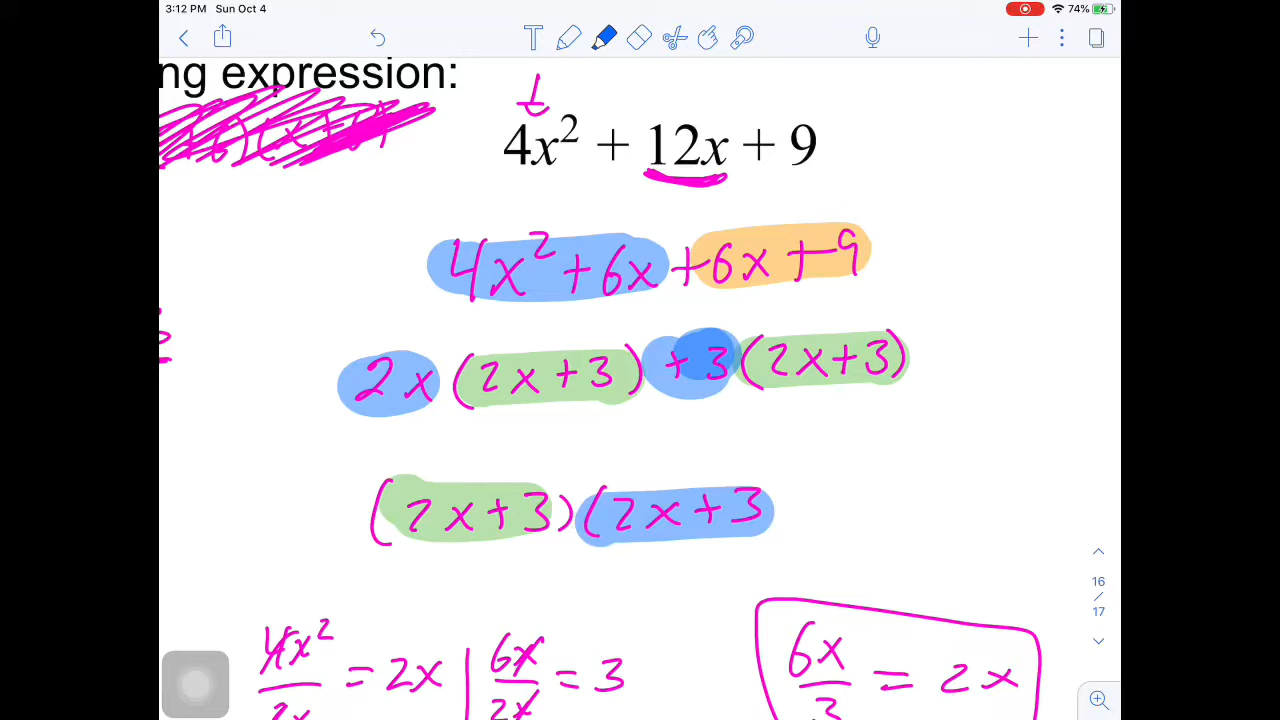 3:12 PM Sun Oct 4
74%
ng expression:
4x² + 12x + 9
4x² + 6x + 6x + 9
2x (2x + 3) + 3 (2x + 3)
(2x + 3) (2x + 3
16
/
17
4x²/2x = 2x | 6x/2x = 3
6x/3 = 2x